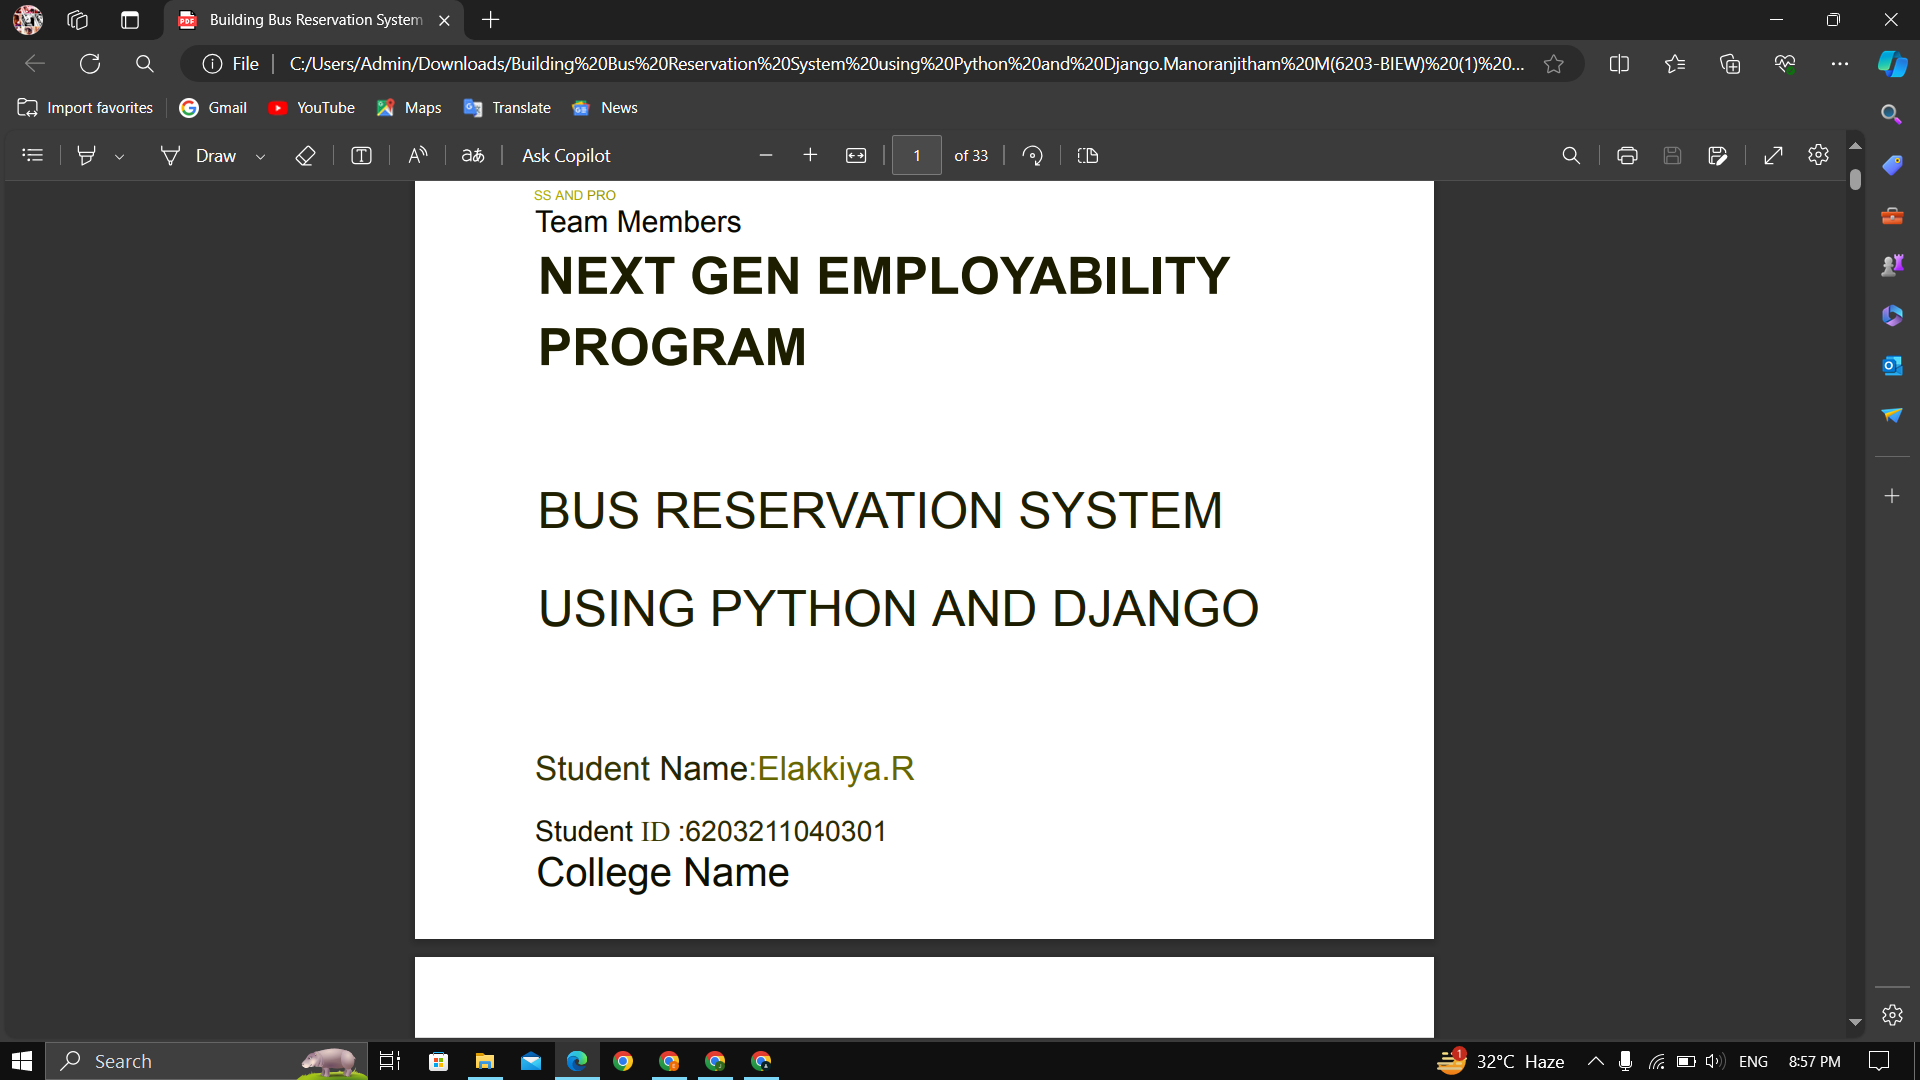 Building Bus Reservation System
File
C:/Users/Admin/Downloads/Building%20Bus%20Reservation%20System%20using%20Python%20and%20Django.Manoranjitham%20M(6203-BIEW)%20(1)%20...
Import favorites
Gmail
YouTube
Maps
Translate
News
Draw
aあ
Ask Copilot
1 of 33
SS AND PRO
Team Members
NEXT GEN EMPLOYABILITY
PROGRAM
BUS RESERVATION SYSTEM
USING PYTHON AND DJANGO
Student Name:Elakkiya.R
Student ID :6203211040301
College Name
Search
1
32°C Haze
ENG
8:57 PM